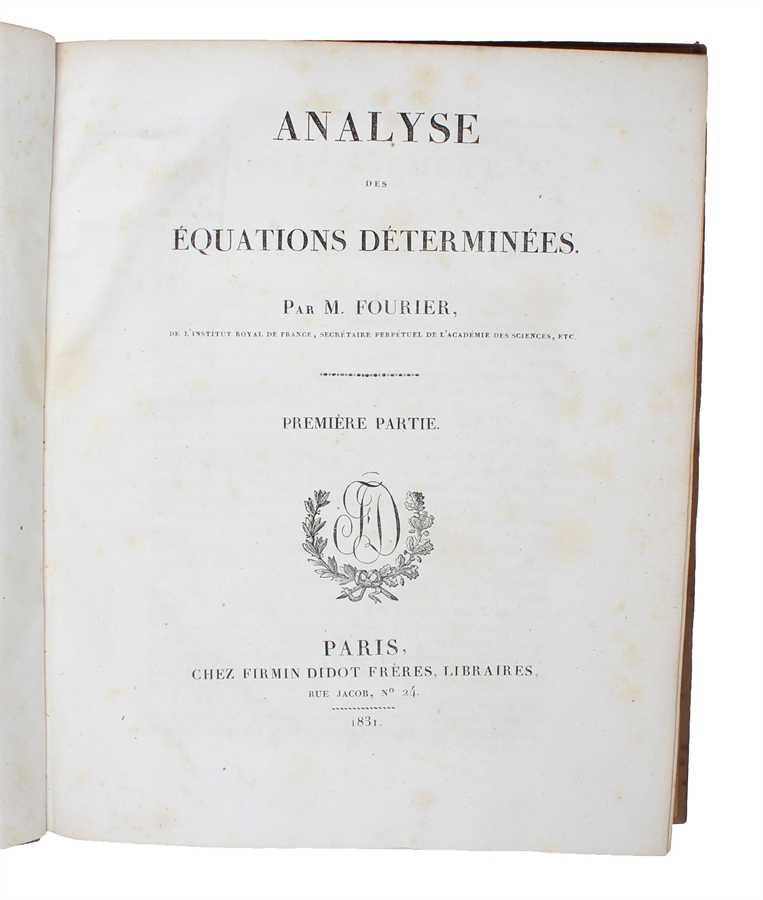 ANALYSE
DES
ÉQUATIONS DÉTERMINÉES.
PAR M. FOURIER,
DE L'INSTITUT ROYAL DE FRANCE, SECRÉTAIRE PERPÉTUEL DE L'ACADÉMIE DES SCIENCES, ETC.
PREMIÈRE PARTIE.
FD
PARIS,
CHEZ FIRMIN DIDOT FRÈRES, LIBRAIRES,
RUE JACOB, Nº 24.
1831.